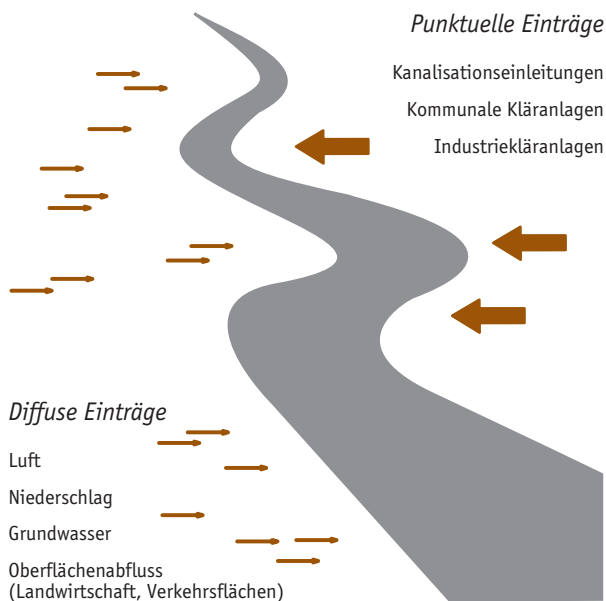 Punktuelle Einträge
Kanalisationseinleitungen
Kommunale Kläranlagen
Industriekläranlagen
Diffuse Einträge
Luft
Niederschlag
Grundwasser
Oberflächenabfluss
(Landwirtschaft, Verkehrsflächen)